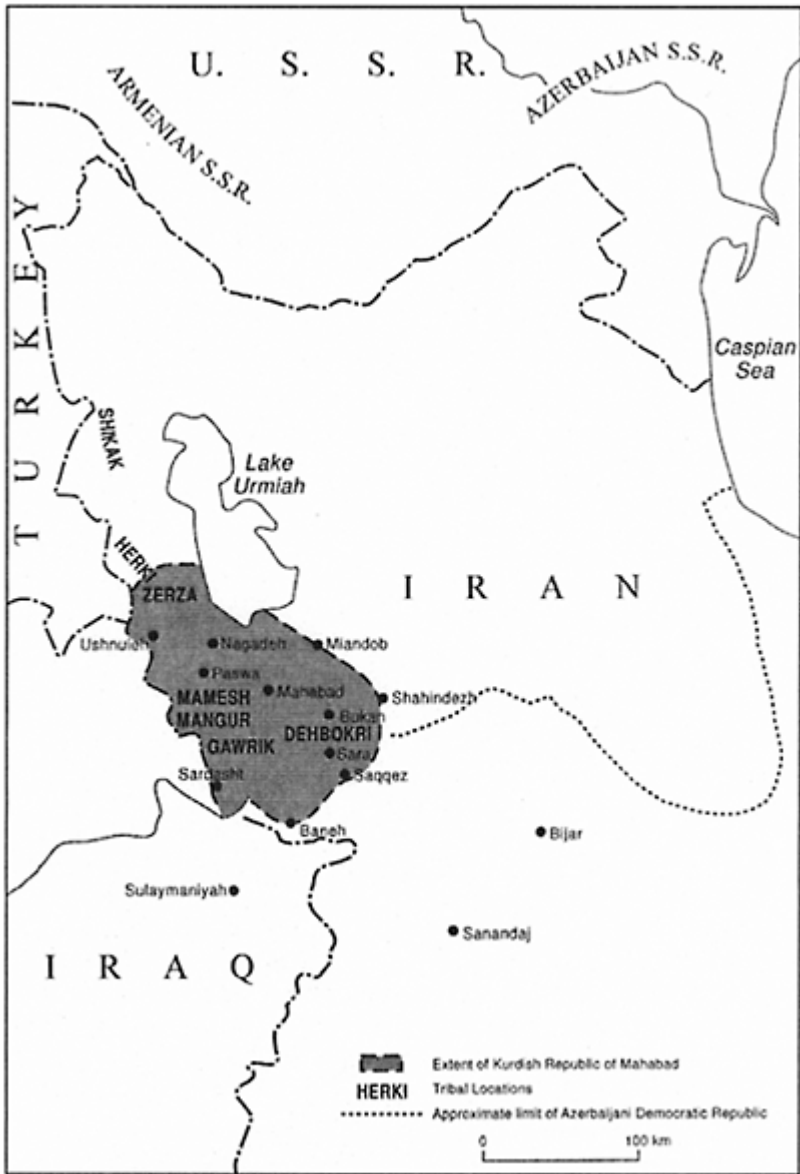 U. S. S. R.
AZERBAIJAN S.S.R.
ARMENIAN S.S.R.
TURKEY
Caspian
Sea
SHIKAK
Lake
Urmiah
HERKI
IRAN
ZERZA
Ushnuieh
Nagadeh
Miandob
Paswa
Mahabad
Shahindezh
MAMESH
MANGUR
Bukan
DEHBOKRI
GAWRIK
Sara
Sardasht
Saqqez
Baneh
Bijar
Sulaymaniyah
Sanandaj
IRAQ
Extent of Kurdish Republic of Mahabad
HERKI Tribal Locations
Approximate limit of Azerbaijani Democratic Republic
0 100 km